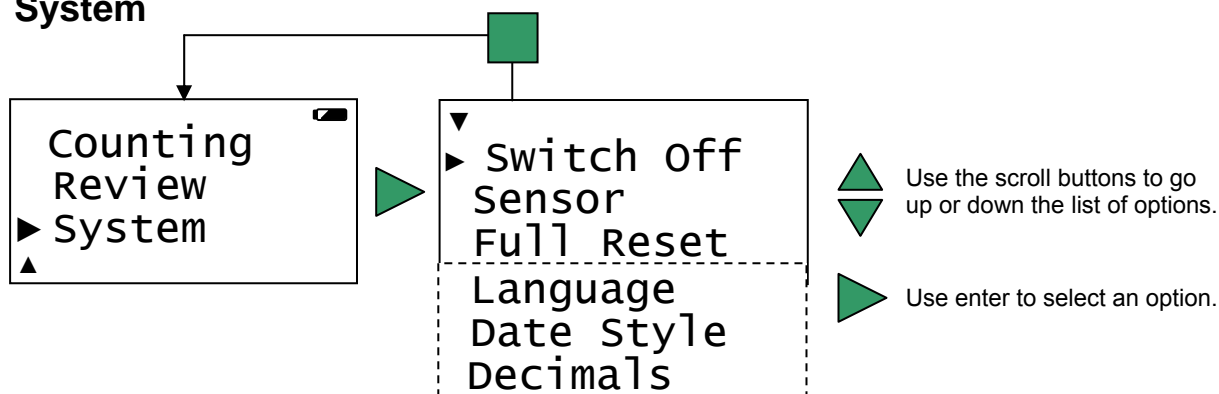 System
Counting
Review
System
Switch Off
Sensor
Full Reset
Language
Date Style
Decimals
Use the scroll buttons to go
up or down the list of options.
Use enter to select an option.